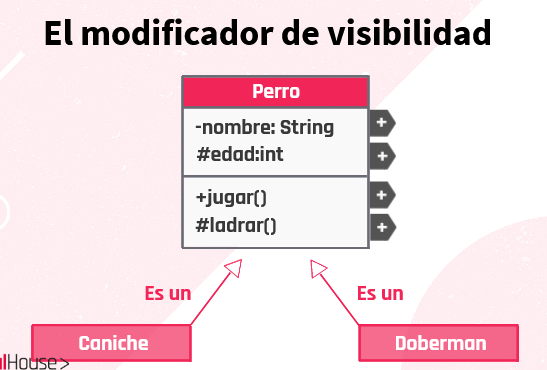 El modificador de visibilidad
Perro
-nombre: String
#edad:int
+
+
+jugar()
#ladrar()
+
+
Es un
Es un
Caniche
Doberman
lHouse>